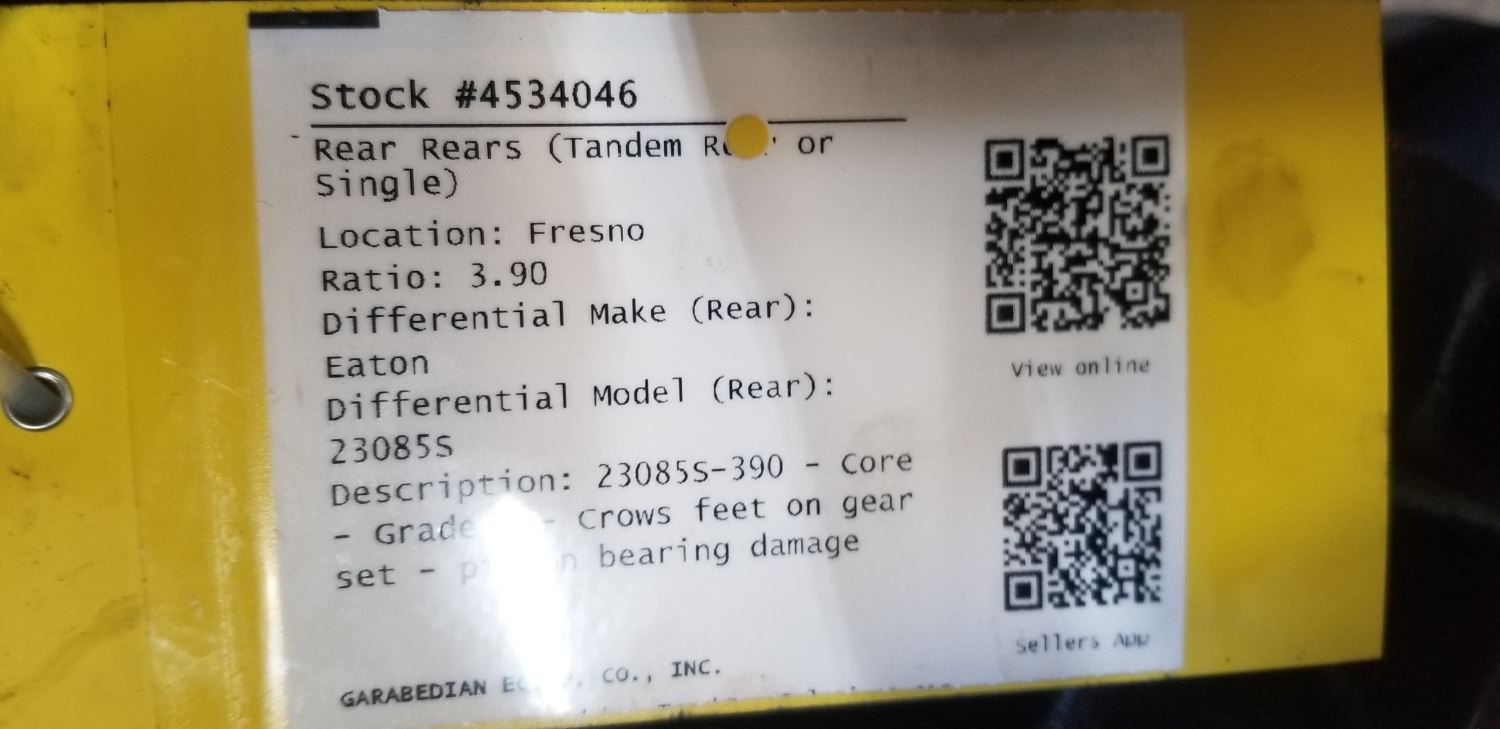 Stock #4534046
Rear Rears (Tandem or
Single)
Location: Fresno
Ratio: 3.90
Differential Make (Rear):
Eaton
Differential Model (Rear):
23085S
Description: 23085S-390 - Core
- Grade - Crows feet on gear
set - bearing damage
GARABEDIAN CO., INC.
View online
Sellers App